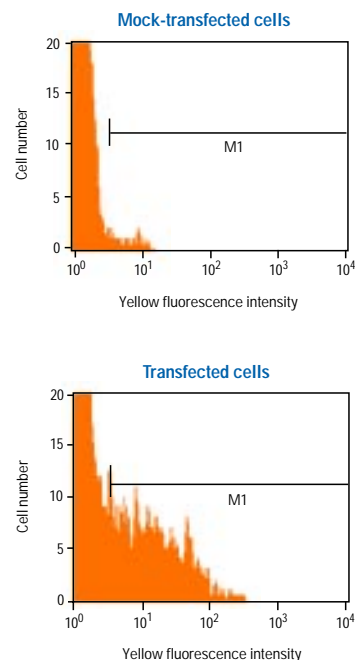 Mock-transfected cells
Cell number
20
15
10
5
0
M1
10⁰ 10¹ 10² 10³ 10⁴
Yellow fluorescence intensity
Transfected cells
Cell number
20
15
10
5
0
M1
10⁰ 10¹ 10² 10³ 10⁴
Yellow fluorescence intensity